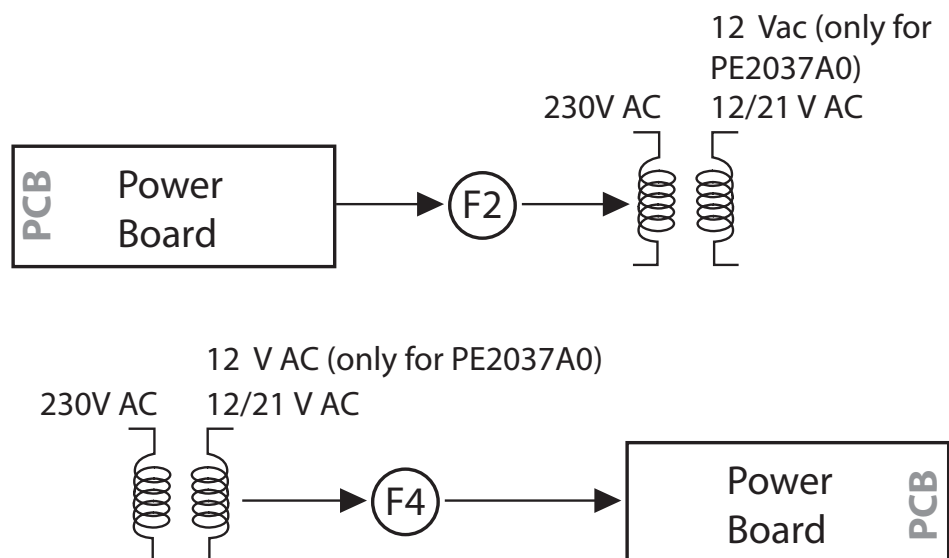 12 Vac (only for
PE2037A0)
230V AC 12/21 V AC
PCB Power
Board
F2
12 V AC (only for PE2037A0)
230V AC 12/21 V AC
F4
Power
Board
PCB